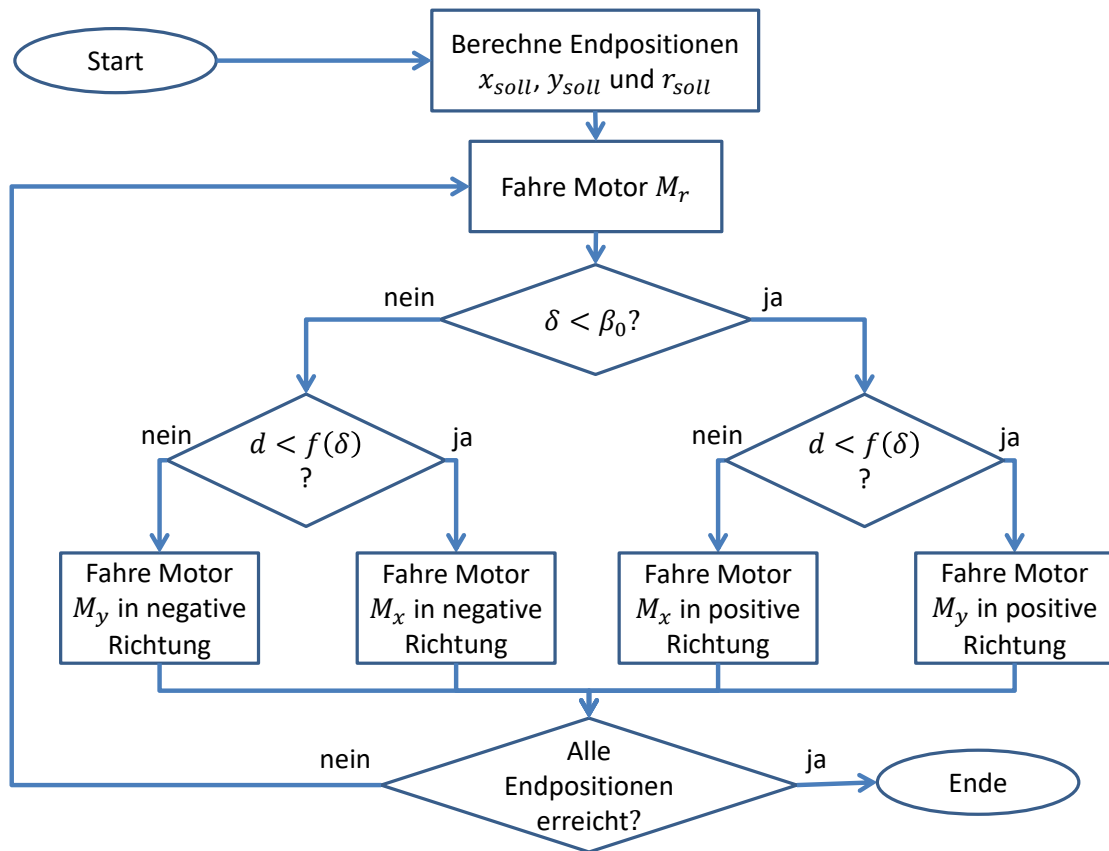 Start
Berechne Endpositionen
x_soll, y_soll und r_soll
Fahre Motor M_r
nein
ja
δ < β_0?
nein
d < f(δ)
?
ja
nein
d < f(δ)
?
ja
Fahre Motor
M_y in negative
Richtung
Fahre Motor
M_x in negative
Richtung
Fahre Motor
M_x in positive
Richtung
Fahre Motor
M_y in positive
Richtung
nein
Alle
Endpositionen
erreicht?
ja
Ende